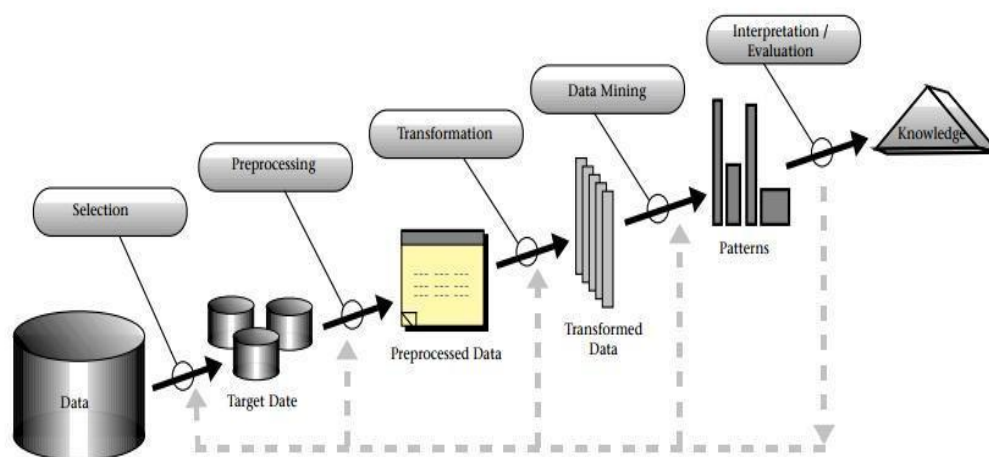 Interpretation /
Evaluation
Data Mining
Transformation
Preprocessing
Selection
Knowledge
Patterns
Transformed
Data
Preprocessed Data
Target Date
Data